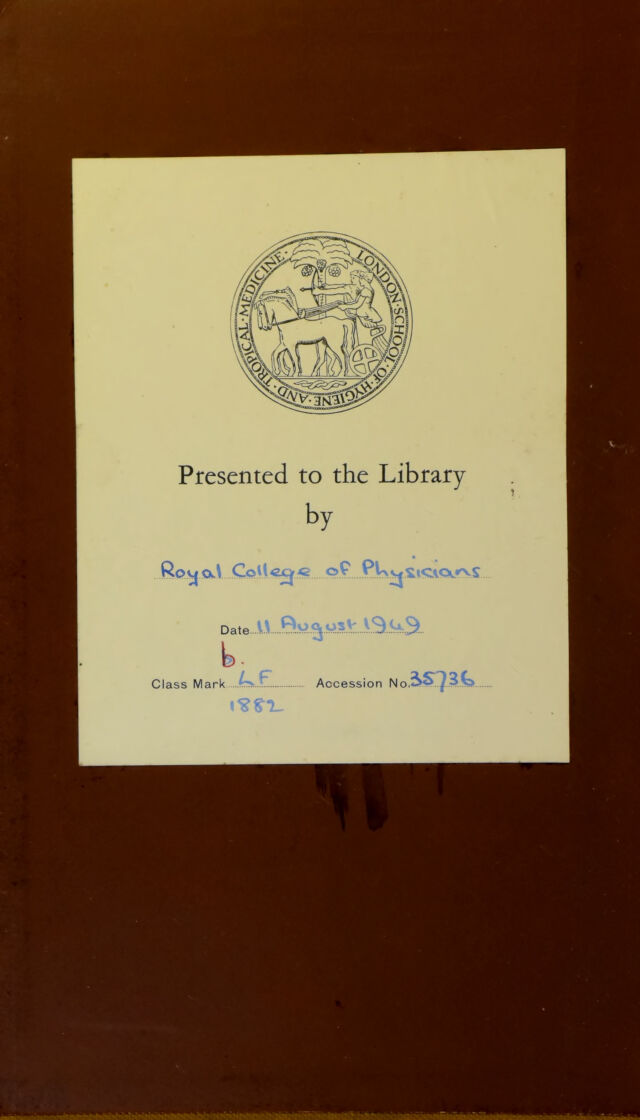 LONDON·SCHOOL·OF·HYGIENE·AND·TROPICAL·MEDICINE·
Presented to the Library
by
Royal College of Physicians
Date 11 August 1949
b.
Class Mark LF Accession No. 35736
1882